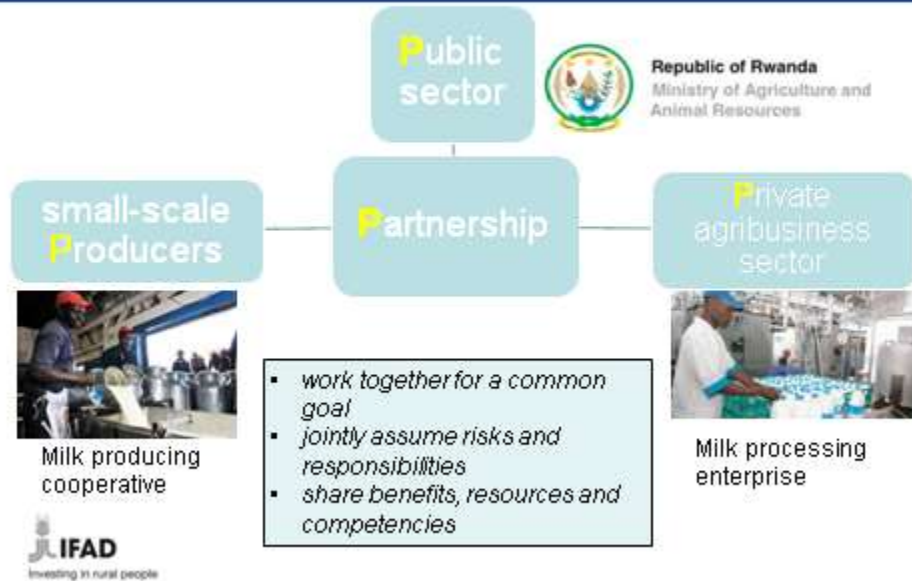 Public
sector
Republic of Rwanda
Ministry of Agriculture and
Animal Resources
small-scale
Producers
Partnership
Private
agribusiness
sector
Milk producing
cooperative
▪ work together for a common
goal
▪ jointly assume risks and
responsibilities
▪ share benefits, resources and
competencies
Milk processing
enterprise
IFAD
Investing in rural people